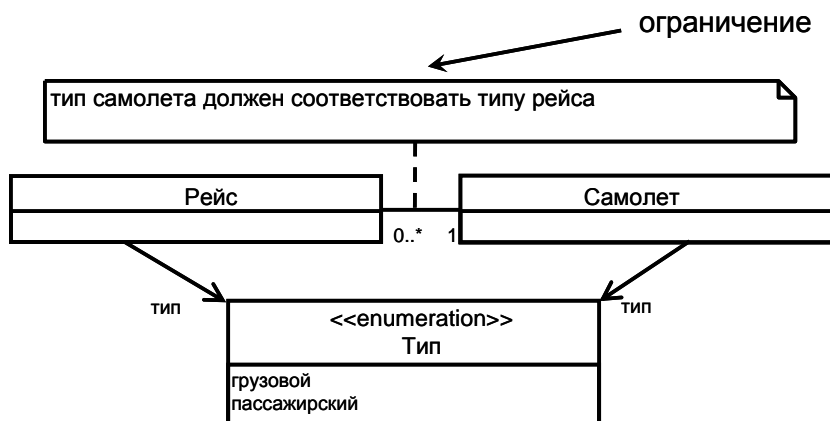 ограничение
тип самолета должен соответствовать типу рейса
Рейс
Самолет
0..*
1
тип
тип
<<enumeration>>
Тип
грузовой
пассажирский